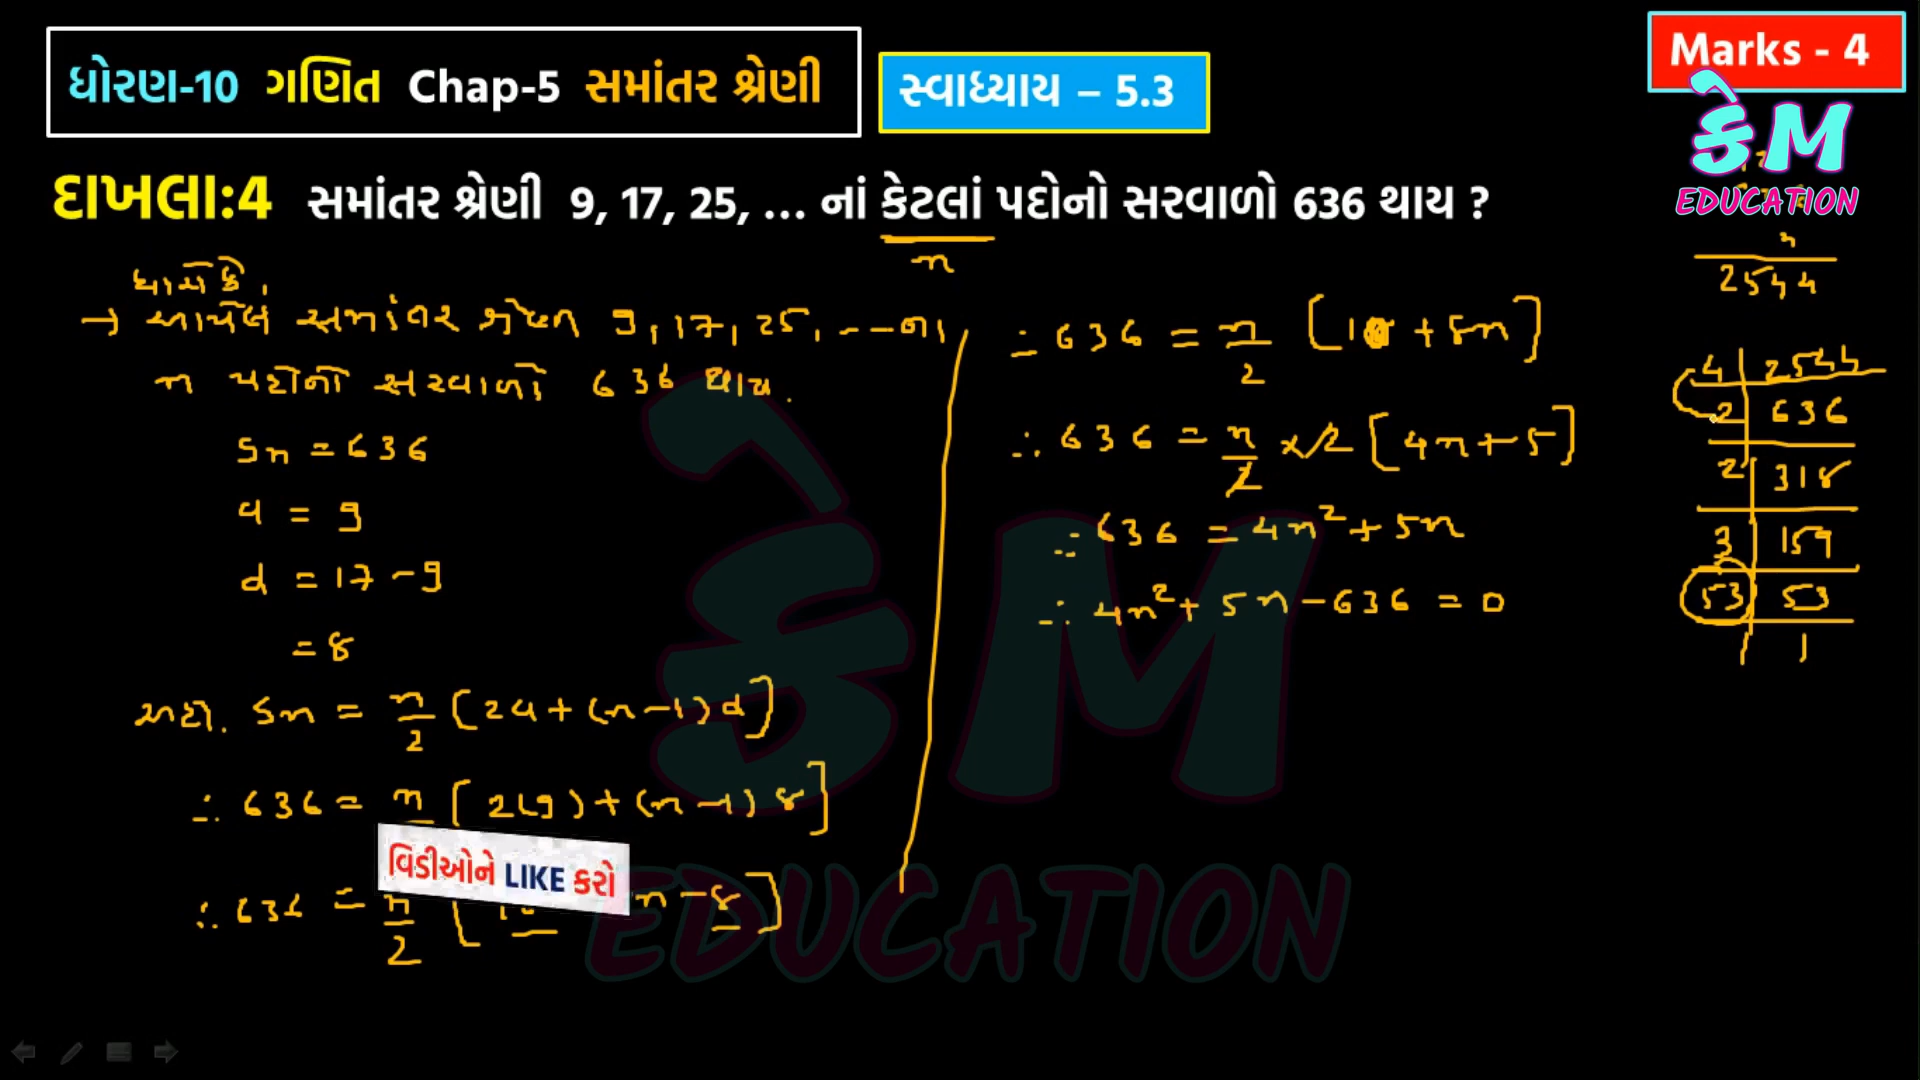 ધોરણ-10 ગણિત Chap-5 સમાંતર શ્રેણી
સ્વાધ્યાય – 5.3
Marks - 4
કેમ
EDUCATION
દાખલા:4 સમાંતર શ્રેણી 9, 17, 25, ... નાં કેટલાં પદોનો સરવાળો 636 થાય ?
n
ધારોકે,
→ આપેલ સમાંતર શ્રેણી 9, 17, 25, ---ના
n પદોનો સરવાળો 636 થાય.
Sn = 636
a = 9
d = 17 - 9
= 8
Sn = n/2 [2a + (n-1) d]
∴ 636 = n [2(9) + (n-1) 8]
∴ 636 = n/2 [ n - 8]
∴ 636 = n/2 [10 + 8n]
∴ 636 = n/2 × 2 [4n + 5]
∴ 636 = 4n² + 5n
∴ 4n² + 5n - 636 = 0
2544
4 | 2544
2 | 636
2 | 318
3 | 159
53 | 53
1
વિડીઓને LIKE કરો
કેમ
EDUCATION